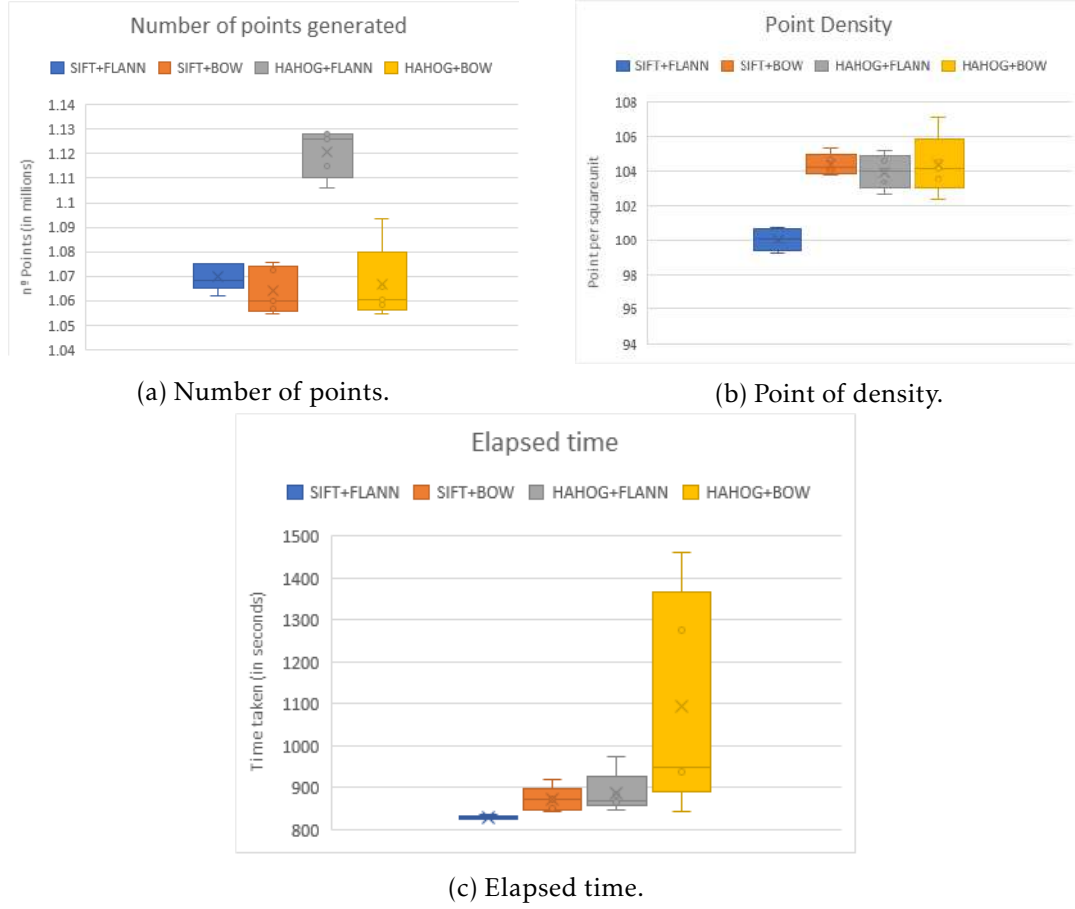 Number of points generated
SIFT+FLANN SIFT+BOW HAHOG+FLANN HAHOG+BOW
1.14
1.13
1.12
1.11
1.1
1.09
1.08
1.07
1.06
1.05
1.04
nº Points (in millions)
(a) Number of points.
Point Density
SIFT+FLANN SIFT+BOW HAHOG+FLANN HAHOG+BOW
108
106
104
102
100
98
96
94
Point per squareunit
(b) Point of density.
Elapsed time
SIFT+FLANN SIFT+BOW HAHOG+FLANN HAHOG+BOW
1500
1400
1300
1200
1100
1000
900
800
Time taken (in seconds)
(c) Elapsed time.